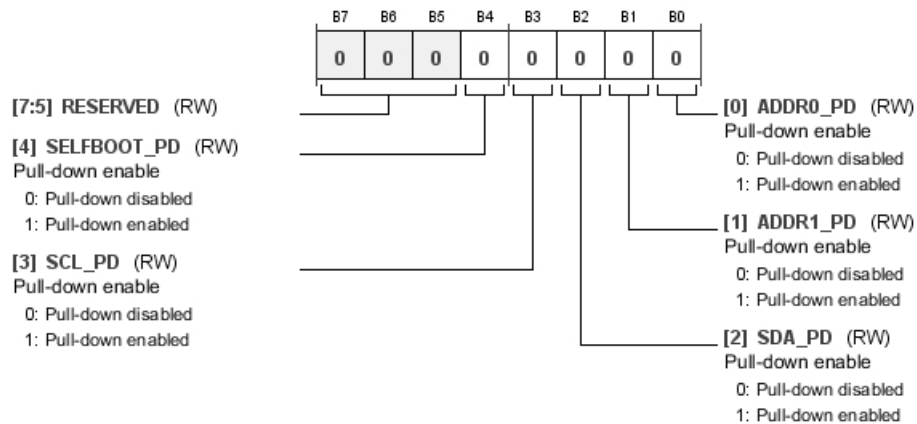 B7 B6 B5 B4 B3 B2 B1 B0
0 0 0 0 0 0 0 0
[7:5] RESERVED (RW)
[4] SELFBOOT_PD (RW)
Pull-down enable
0: Pull-down disabled
1: Pull-down enabled
[3] SCL_PD (RW)
Pull-down enable
0: Pull-down disabled
1: Pull-down enabled
[0] ADDR0_PD (RW)
Pull-down enable
0: Pull-down disabled
1: Pull-down enabled
[1] ADDR1_PD (RW)
Pull-down enable
0: Pull-down disabled
1: Pull-down enabled
[2] SDA_PD (RW)
Pull-down enable
0: Pull-down disabled
1: Pull-down enabled